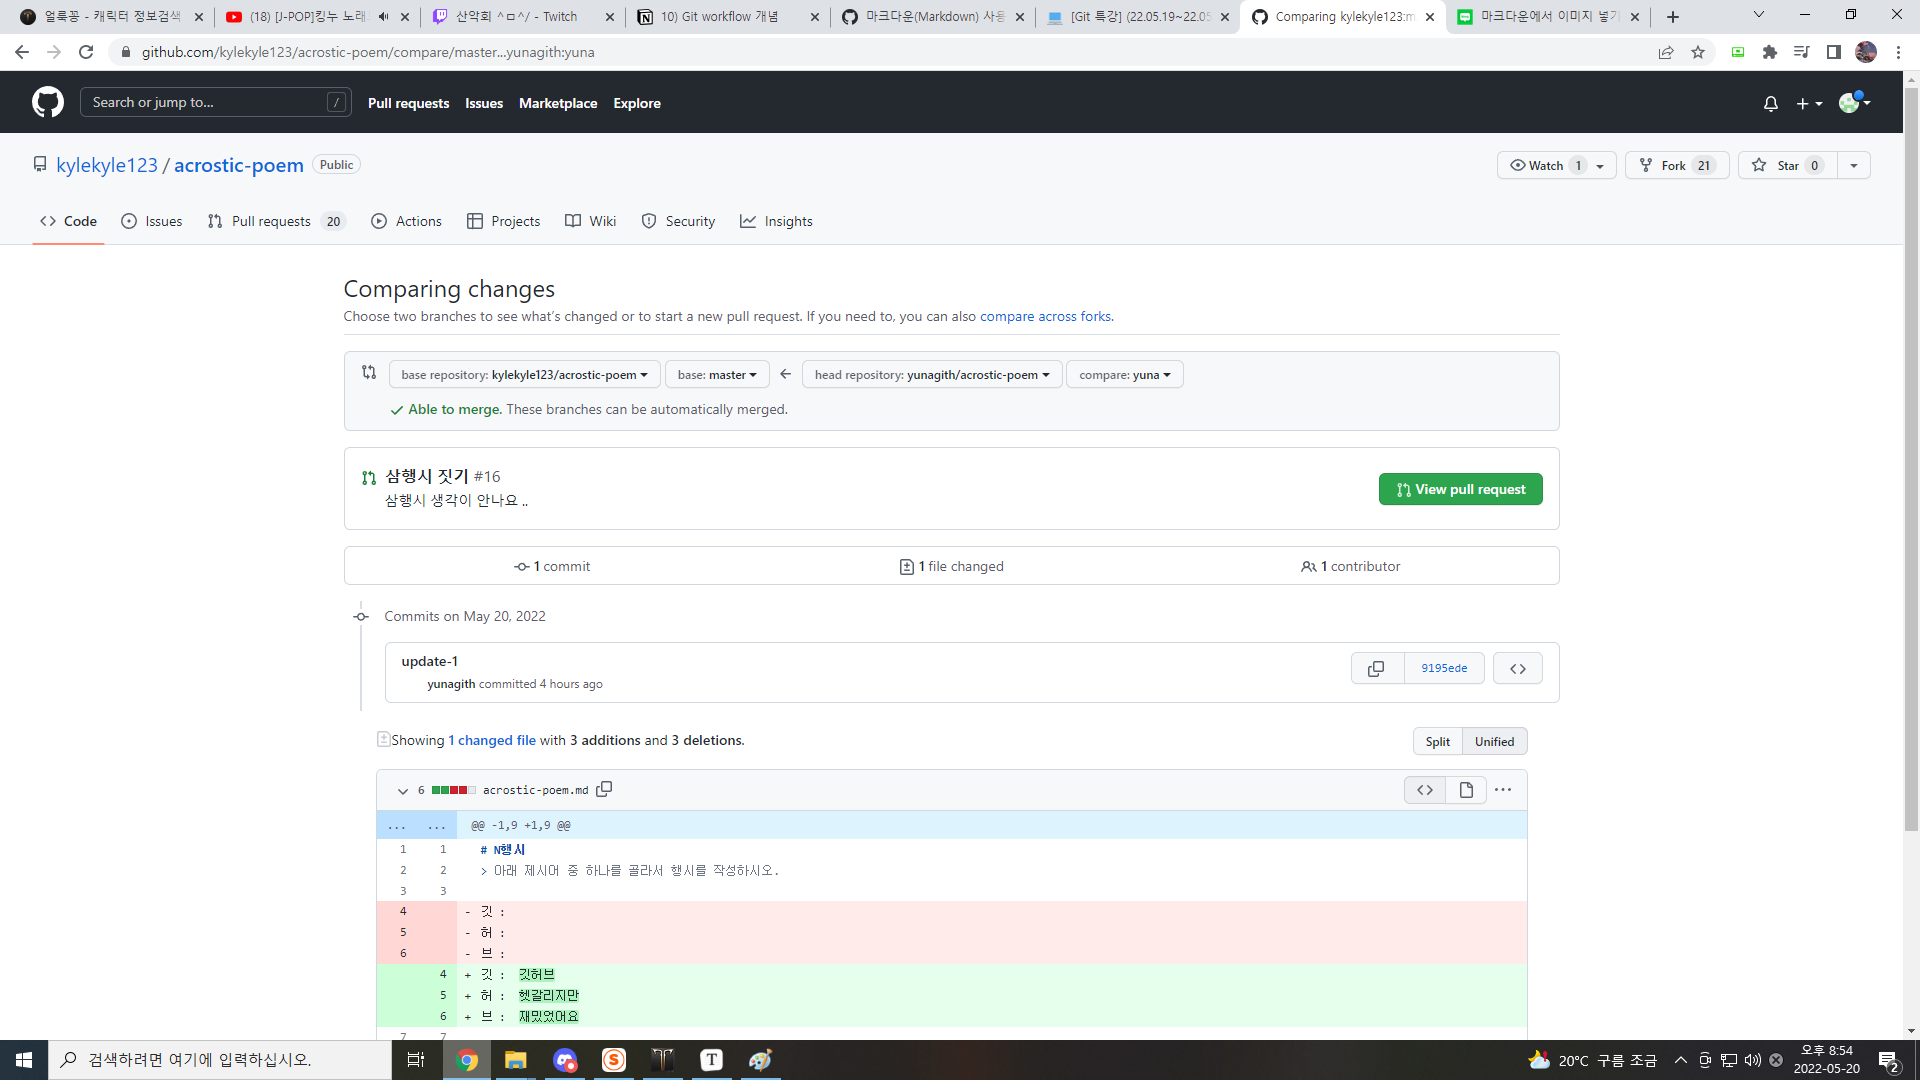 얼룩꽁 - 캐릭터 정보검색
(18) [J-POP]킹누 노래모
산악회 ^ㅁ^/ - Twitch
10) Git workflow 개념
마크다운(Markdown) 사용
[Git 특강] (22.05.19~22.05
Comparing kylekyle123:m
마크다운에서 이미지 넣기
github.com/kylekyle123/acrostic-poem/compare/master...yunagith:yuna
Search or jump to...
/
Pull requests
Issues
Marketplace
Explore
kylekyle123 / acrostic-poem
Public
Watch 1
Fork 21
Star 0
Code
Issues
Pull requests 20
Actions
Projects
Wiki
Security
Insights
Comparing changes
Choose two branches to see what's changed or to start a new pull request. If you need to, you can also compare across forks.
base repository: kylekyle123/acrostic-poem
base: master
head repository: yunagith/acrostic-poem
compare: yuna
Able to merge. These branches can be automatically merged.
삼행시 짓기 #16
삼행시 생각이 안나요 ..
View pull request
1 commit
1 file changed
1 contributor
Commits on May 20, 2022
update-1
9195ede
yunagith committed 4 hours ago
Showing 1 changed file with 3 additions and 3 deletions.
Split
Unified
6
acrostic-poem.md
... ... @@ -1,9 +1,9 @@
1 1 # N행시
2 2 > 아래 제시어 중 하나를 골라서 행시를 작성하시오.
3 3
4 - 깃 :
5 - 허 :
6 - 브 :
4 + 깃 : 깃허브
5 + 허 : 헷갈리지만
6 + 브 : 재밌었어요
7 7
검색하려면 여기에 입력하십시오.
20°C 구름 조금
오후 8:54
2022-05-20
2